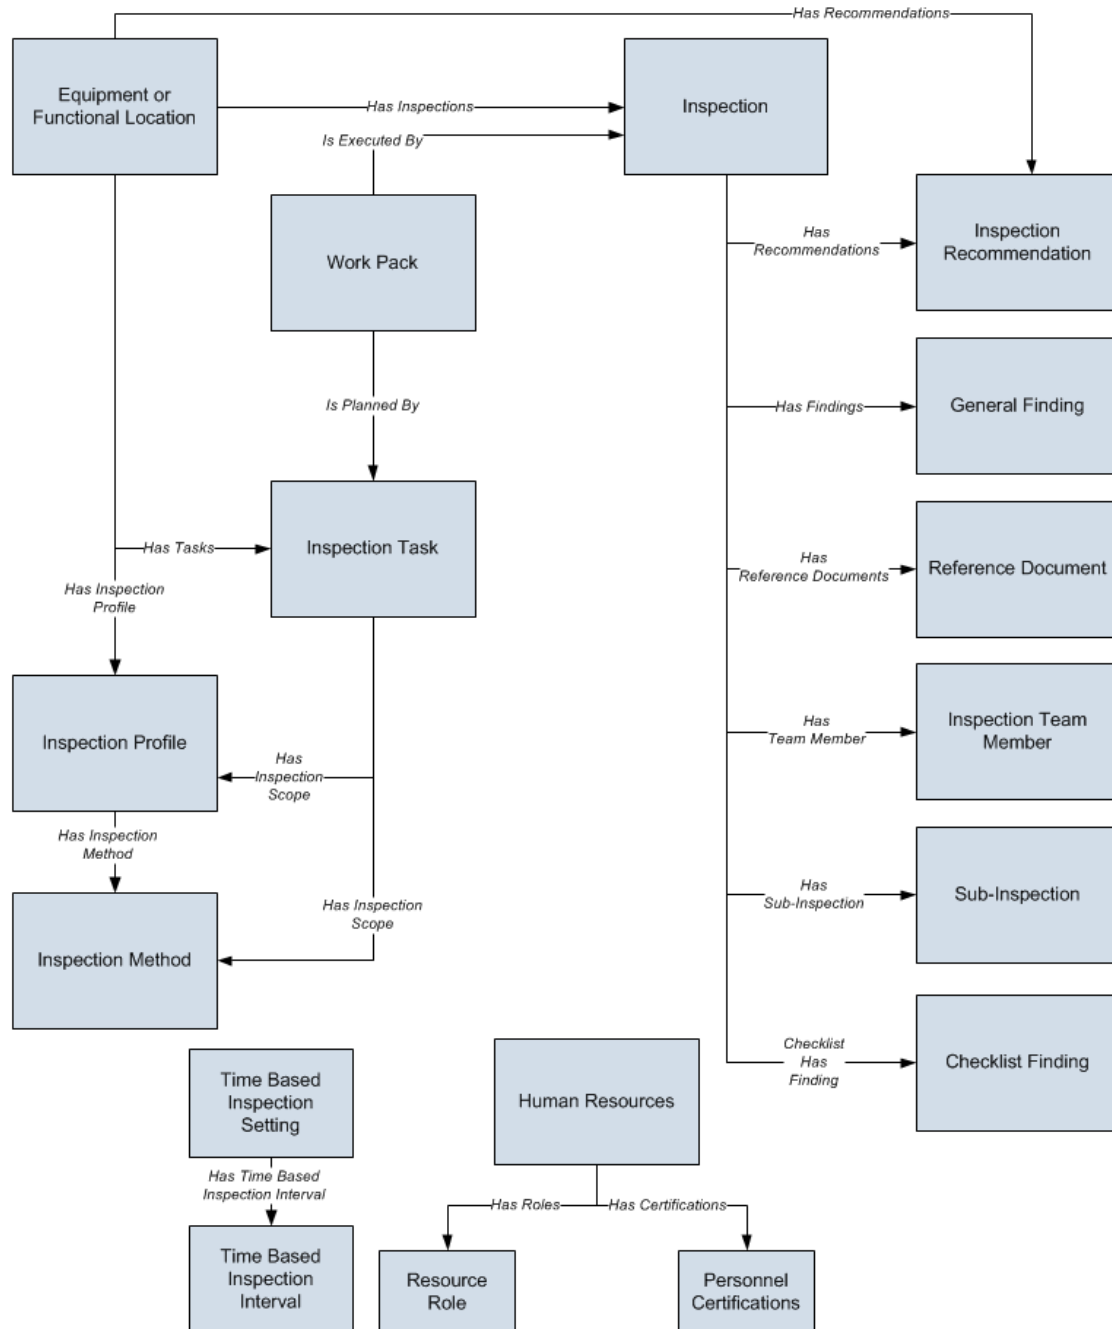 Has Recommendations
Equipment or
Functional Location
Has Inspections
Inspection
Is Executed By
Work Pack
Has
Recommendations
Inspection
Recommendation
Is Planned By
Has Findings
General Finding
Has Tasks
Inspection Task
Has
Reference Documents
Reference Document
Has Inspection
Profile
Inspection Profile
Has
Inspection
Scope
Has
Team Member
Inspection Team
Member
Has Inspection
Method
Has Inspection
Scope
Inspection Method
Has
Sub-Inspection
Sub-Inspection
Checklist
Has
Finding
Checklist Finding
Time Based
Inspection
Setting
Human Resources
Has Time Based
Inspection Interval
Has Roles
Has Certifications
Time Based
Inspection
Interval
Resource
Role
Personnel
Certifications